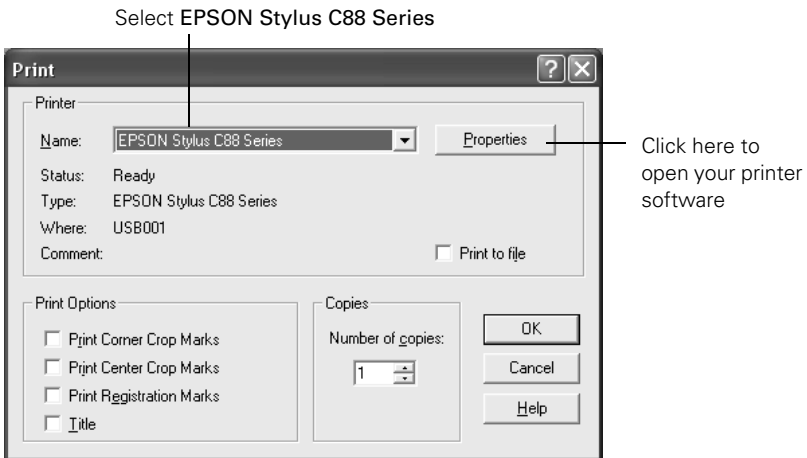 Select EPSON Stylus C88 Series
Print
Printer
Name: EPSON Stylus C88 Series Properties
Click here to
open your printer
software
Status: Ready
Type: EPSON Stylus C88 Series
Where: USB001
Comment: Print to file
Print Options
Print Corner Crop Marks
Print Center Crop Marks
Print Registration Marks
Title
Copies
Number of copies:
1
OK
Cancel
Help